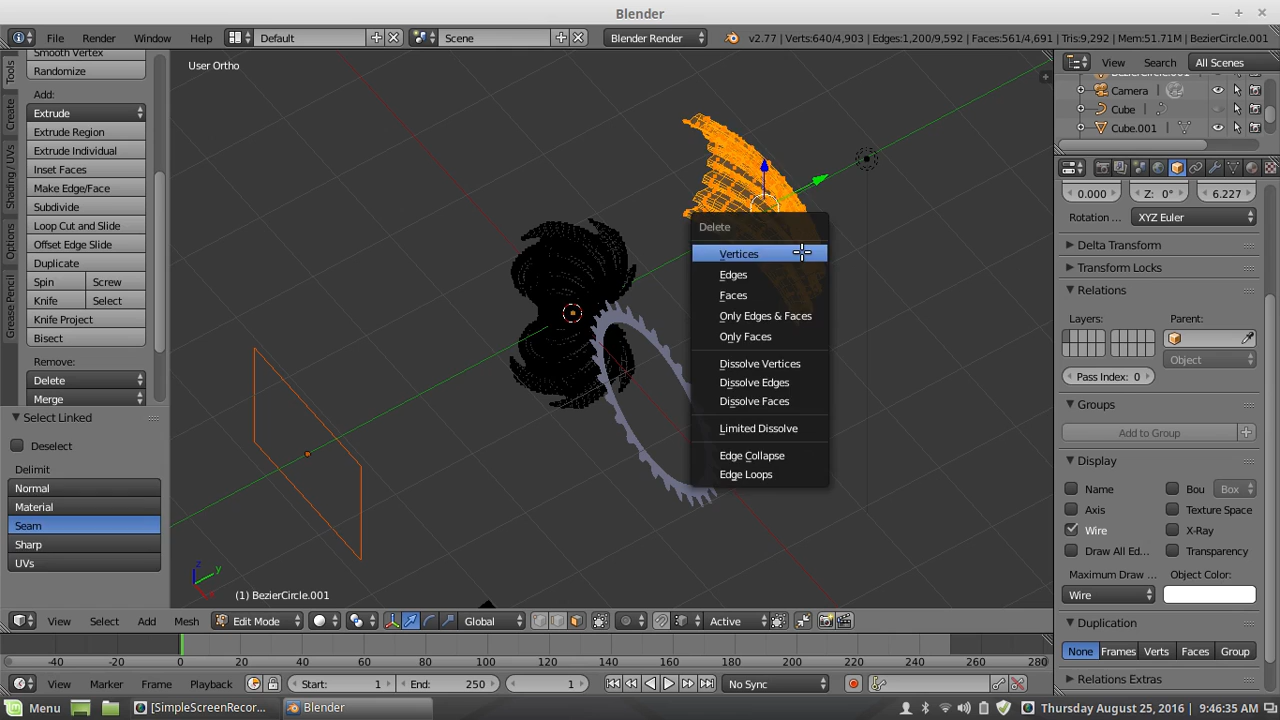 Blender
File Render Window Help Default Scene Blender Render v2.77 | Verts:640/4,903 | Edges:1,200/9,592 | Faces:561/4,691 | Tris:9,292 | Mem:51.71M | BezierCircle.001
Smooth Vertex
Randomize
Add:
Extrude
Extrude Region
Extrude Individual
Inset Faces
Make Edge/Face
Subdivide
Loop Cut and Slide
Offset Edge Slide
Duplicate
Spin Screw
Knife Select
Knife Project
Bisect
Remove:
Delete
Merge
Tools
Create
Shading / UVs
Options
Grease Pencil
Select Linked
Deselect
Delimit
Normal
Material
Seam
Sharp
UVs
User Ortho
Delete
Vertices
Edges
Faces
Only Edges & Faces
Only Faces
Dissolve Vertices
Dissolve Edges
Dissolve Faces
Limited Dissolve
Edge Collapse
Edge Loops
z
y
(1) BezierCircle.001
View Select Add Mesh Edit Mode Global Active
View Search All Scenes
BezierCircle.001
Camera
Cube
Cube.001
0.000 Z: 0° 6.227
Rotation ... XYZ Euler
Delta Transform
Transform Locks
Relations
Layers: Parent:
Object
Pass Index: 0
Groups
Add to Group
Display
Name Bou Box
Axis Texture Space
Wire X-Ray
Draw All Ed... Transparency
Maximum Draw ... Object Color:
Wire
Duplication
None Frames Verts Faces Group
Relations Extras
-40 -20 0 20 40 60 80 100 120 140 160 180 200 220 240 260 280
View Marker Frame Playback Start: 1 End: 250 1 No Sync
Menu [SimpleScreenRecor... Blender Thursday August 25, 2016 9:46:35 AM